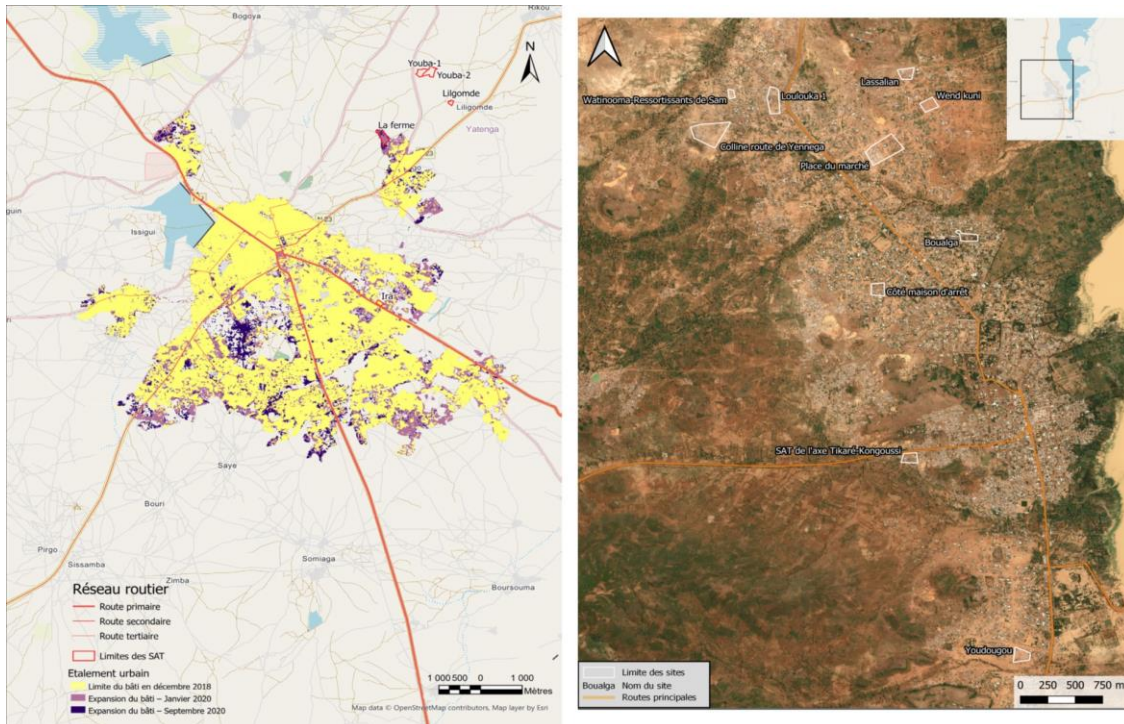 Bogoya
Rikou
N
Youba-1
Youba-2
Lilgomde
Liligomde
Yatenga
La ferme
23
Issigui
N 23
Ira
Saye
Bouri
Pirgo
Sissamba
Zimba
Somiaga
Boursouma
Réseau routier
Route primaire
Route secondaire
Route tertiaire
Limites des SAT
Etalement urbain
Limite du bâti en décembre 2018
Expansion du bâti – Janvier 2020
Expansion du bâti – Septembre 2020
1 000 500 0 1 000
Mètres
Map data © OpenStreetMap contributors, Map layer by Esri
Lassalian
Watinooma-Ressortissants de Sam
Loulouka 1
Wend kuni
Colline route de Yennega
Place du marché
Boualga
Côté maison d'arrêt
SAT de l'axe Tikaré-Kongoussi
Youdougou
Limite des sites
Boualga Nom du site
Routes principales
0 250 500 750 m